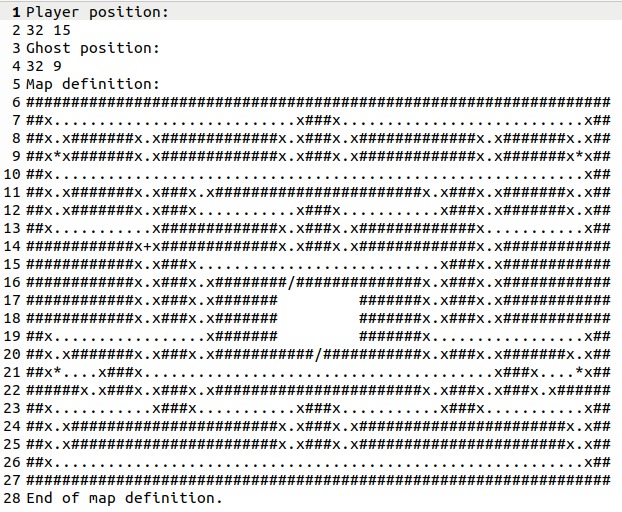 1 Player position:
2 32 15
3 Ghost position:
4 32 9
5 Map definition:
6 #################################################################
7 ##x...........................x###x...........................x##
8 ##x.x#######x.x#############x.x###x.x#############x.x#######x.x##
9 ##x*x#######x.x#############x.x###x.x#############x.x#######x*x##
10 ##x...........................................................x##
11 ##x.x#######x.x###x.x#######################x.x###x.x#######x.x##
12 ##x.x#######x.x###x...........x###x...........x###x.x#######x.x##
13 ##x...........x#############x.x###x.x#############x...........x##
14 ############x+x#############x.x###x.x#############x.x############
15 ############x.x###x...........................x###x.x############
16 ############x.x###x.x########/##############x.x###x.x############
17 ############x.x###x.x#######         #######x.x###x.x############
18 ############x.x###x.x#######         #######x.x###x.x############
19 ##x.................x#######         #######x.................x##
20 ##x.x#######x.x###x.x###########/###########x.x###x.x#######x.x##
21 ##x*....x###x.......................................x###x....*x##
22 ######x.x###x.x###x.x#######################x.x###x.x###x.x######
23 ##x...........x###x...........x###x...........x###x...........x##
24 ##x.x#######################x.x###x.x#######################x.x##
25 ##x.x#######################x.x###x.x#######################x.x##
26 ##x...........................................................x##
27 #################################################################
28 End of map definition.